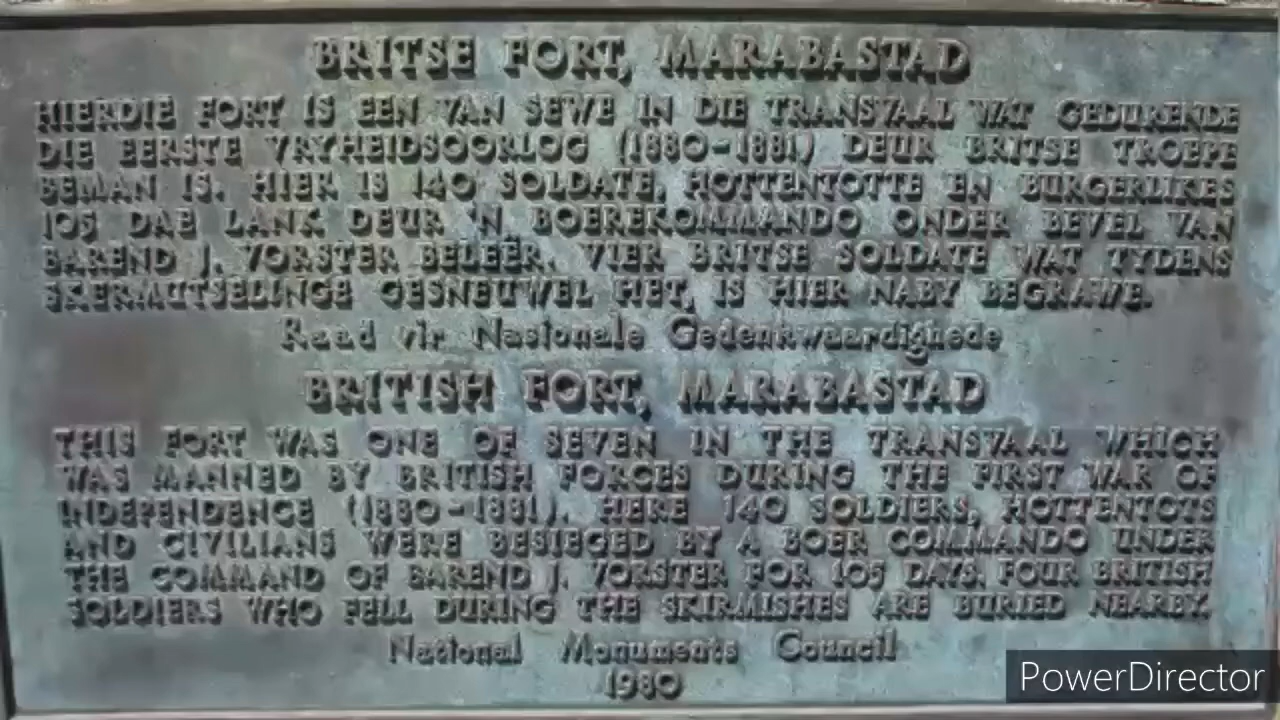 BRITSE FORT, MARABASTAD
HIERDIE FORT IS EEN VAN SEWE IN DIE TRANSVAAL WAT GEDURENDE
DIE EERSTE VRYHEIDSOORLOG (1880-1881) DEUR BRITSE TROEPE
BEMAN IS. HIER IS 140 SOLDATE, HOTTENTOTTE EN BURGERLIKES
105 DAE LANK DEUR 'N BOEREKOMMANDO ONDER BEVEL VAN
BAREND J. VORSTER BELEËR. VIER BRITSE SOLDATE WAT TYDENS
SKERMUTSELINGE GESNEUWEL HET, IS HIER NABY BEGRAWE.
Raad vir Nasionale Gedenkwaardighede
BRITISH FORT, MARABASTAD
THIS FORT WAS ONE OF SEVEN IN THE TRANSVAAL WHICH
WAS MANNED BY BRITISH FORCES DURING THE FIRST WAR OF
INDEPENDENCE (1880-1881). HERE 140 SOLDIERS, HOTTENTOTS
AND CIVILIANS WERE BESIEGED BY A BOER COMMANDO UNDER
THE COMMAND OF BAREND J. VORSTER FOR 105 DAYS. FOUR BRITISH
SOLDIERS WHO FELL DURING THE SKIRMISHES ARE BURIED NEARBY.
National Monuments Council
1980
PowerDirector